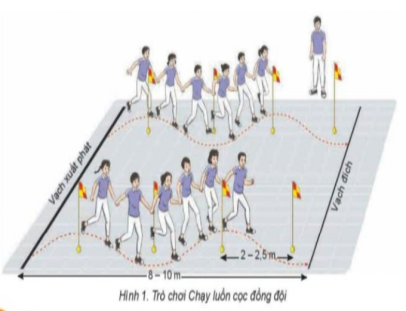 Vạch xuất phát
Vạch đích
2 – 2,5 m
8 – 10 m
Hình 1. Trò chơi Chạy luồn cọc đồng đội